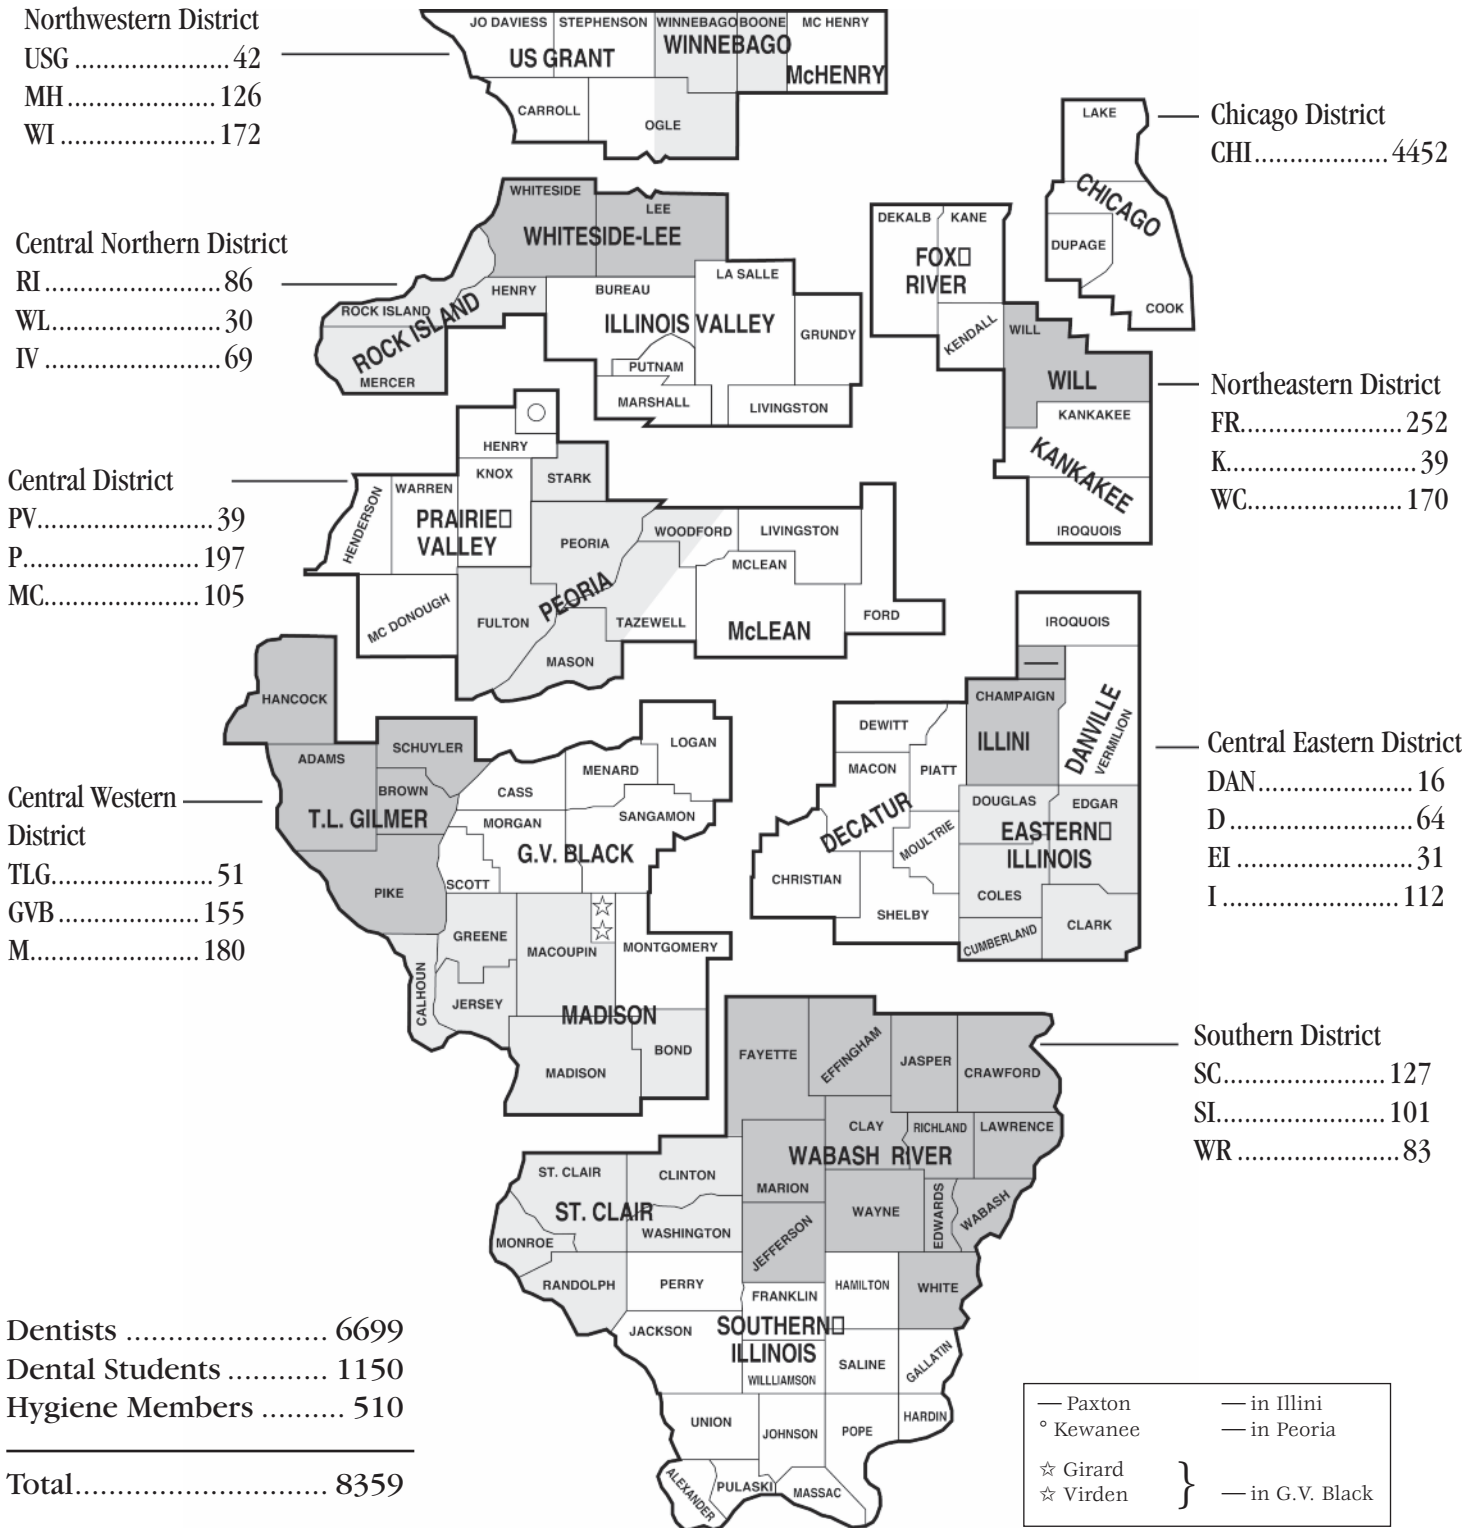 Northwestern District
USG ...................... 42
MH ..................... 126
WI ...................... 172
JO DAVIESS
STEPHENSON
WINNEBAGO
BOONE
MC HENRY
US GRANT
WINNEBAGO
McHENRY
CARROLL
OGLE
Chicago District
CHI ................... 4452
LAKE
CHICAGO
DUPAGE
COOK
Central Northern District
RI ......................... 86
WL ........................ 30
IV ......................... 69
WHITESIDE
LEE
WHITESIDE-LEE
ROCK ISLAND
HENRY
ROCK ISLAND
MERCER
BUREAU
LA SALLE
ILLINOIS VALLEY
GRUNDY
PUTNAM
MARSHALL
LIVINGSTON
DEKALB
KANE
FOX□
RIVER
KENDALL
WILL
WILL
KANKAKEE
KANKAKEE
IROQUOIS
Northeastern District
FR ....................... 252
K .......................... 39
WC ...................... 170
Central District
PV ......................... 39
P ......................... 197
MC ...................... 105
HENRY
KNOX
STARK
HENDERSON
WARREN
PRAIRIE□
VALLEY
PEORIA
WOODFORD
LIVINGSTON
MCLEAN
MC DONOUGH
FULTON
PEORIA
TAZEWELL
McLEAN
FORD
MASON
Central Western
District
TLG ....................... 51
GVB .................... 155
M ........................ 180
HANCOCK
ADAMS
SCHUYLER
BROWN
T.L. GILMER
PIKE
LOGAN
MENARD
CASS
SANGAMON
MORGAN
G.V. BLACK
SCOTT
☆
☆
GREENE
MACOUPIN
MONTGOMERY
CALHOUN
JERSEY
MADISON
BOND
MADISON
IROQUOIS
CHAMPAIGN
ILLINI
DANVILLE
VERMILION
DEWITT
MACON
PIATT
DECATUR
MOULTRIE
CHRISTIAN
SHELBY
DOUGLAS
EDGAR
EASTERN□
ILLINOIS
COLES
CLARK
CUMBERLAND
Central Eastern District
DAN ....................... 16
D .......................... 64
EI ......................... 31
I .......................... 112
Southern District
SC ....................... 127
SI ........................ 101
WR ....................... 83
FAYETTE
EFFINGHAM
JASPER
CRAWFORD
CLAY
RICHLAND
LAWRENCE
WABASH RIVER
MARION
WAYNE
EDWARDS
WABASH
JEFFERSON
WHITE
ST. CLAIR
CLINTON
ST. CLAIR
WASHINGTON
MONROE
RANDOLPH
PERRY
FRANKLIN
HAMILTON
JACKSON
SOUTHERN□
ILLINOIS
WILLLIAMSON
SALINE
GALLATIN
UNION
JOHNSON
POPE
HARDIN
ALEXANDER
PULASKI
MASSAC
Dentists ........................ 6699
Dental Students ............ 1150
Hygiene Members .......... 510
Total .............................. 8359
— Paxton — in Illini
° Kewanee — in Peoria
☆ Girard
☆ Virden } — in G.V. Black